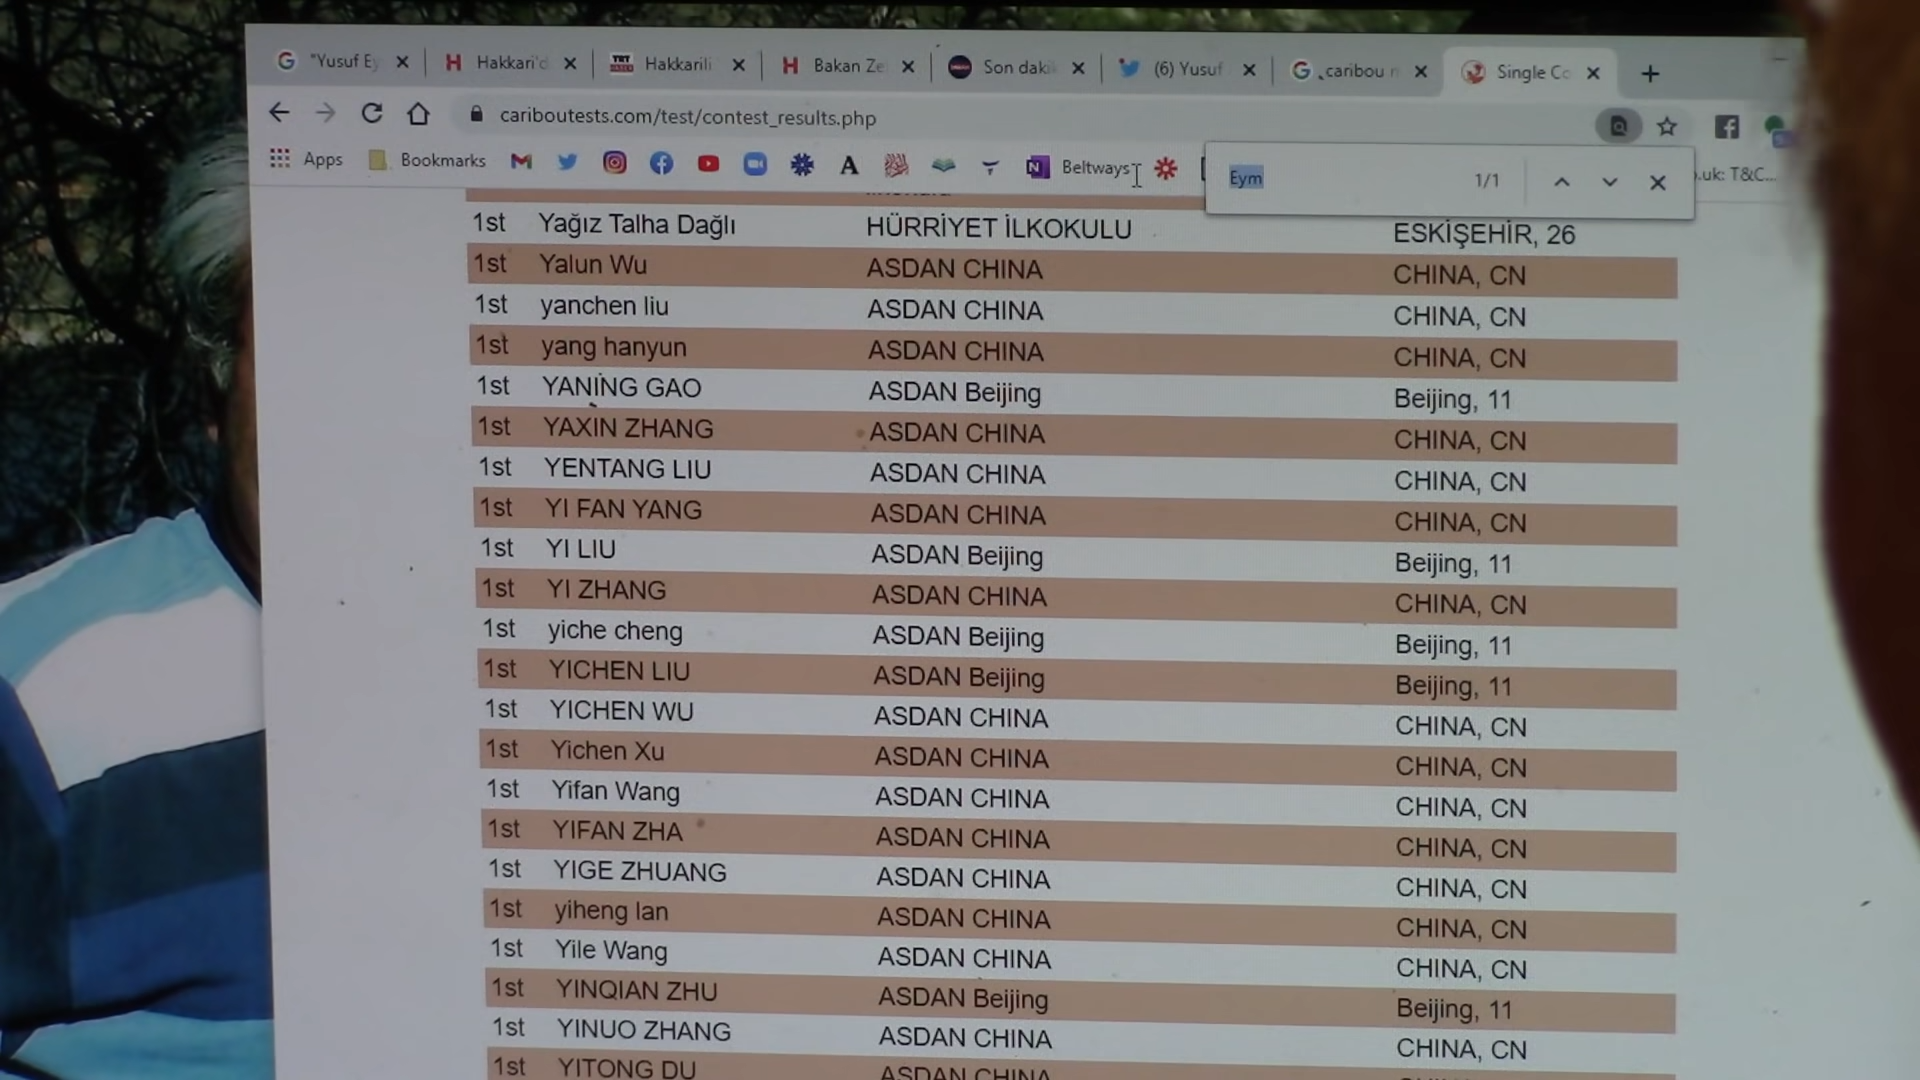 "Yusuf Ey
Hakkari'd
TRT
Hakkarili
Bakan Ze
Son daki
(6) Yusuf
caribou
Single Co
cariboutests.com/test/contest_results.php
Apps Bookmarks A N Beltways
.uk: T&C...
Eym 1/1
1st Yağız Talha Dağlı HÜRRİYET İLKOKULU ESKİŞEHİR, 26
1st Yalun Wu ASDAN CHINA CHINA, CN
1st yanchen liu ASDAN CHINA CHINA, CN
1st yang hanyun ASDAN CHINA CHINA, CN
1st YANING GAO ASDAN Beijing Beijing, 11
1st YAXIN ZHANG ASDAN CHINA CHINA, CN
1st YENTANG LIU ASDAN CHINA CHINA, CN
1st YI FAN YANG ASDAN CHINA CHINA, CN
1st YI LIU ASDAN Beijing Beijing, 11
1st YI ZHANG ASDAN CHINA CHINA, CN
1st yiche cheng ASDAN Beijing Beijing, 11
1st YICHEN LIU ASDAN Beijing Beijing, 11
1st YICHEN WU ASDAN CHINA CHINA, CN
1st Yichen Xu ASDAN CHINA CHINA, CN
1st Yifan Wang ASDAN CHINA CHINA, CN
1st YIFAN ZHA ASDAN CHINA CHINA, CN
1st YIGE ZHUANG ASDAN CHINA CHINA, CN
1st yiheng lan ASDAN CHINA CHINA, CN
1st Yile Wang ASDAN CHINA CHINA, CN
1st YINQIAN ZHU ASDAN Beijing Beijing, 11
1st YINUO ZHANG ASDAN CHINA CHINA, CN
1st YITONG DU ASDAN CHINA